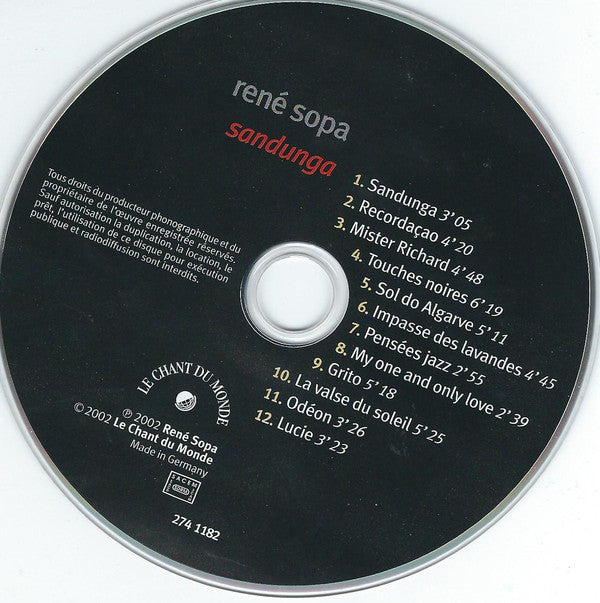 rené sopa
sandunga
Tous droits du producteur phonographique et du
propriétaire de l'œuvre enregistrée réservés.
Sauf autorisation la duplication, la location, le
prêt, l'utilisation de ce disque pour exécution
publique et radiodiffusion sont interdits.
1. Sandunga 3'05
2. Recordaçao 4'20
3. Mister Richard 4'48
4. Touches noires 6'19
5. Sol do Algarve 5'11
6. Impasse des lavandes 4'45
7. Pensées jazz 2'55
8. My one and only love 2'39
9. Grito 5'18
10. La valse du soleil 5'25
11. Odéon 3'26
12. Lucie 3'23
LE CHANT DU MONDE
℗ 2002 René Sopa
© 2002 Le Chant du Monde
Made in Germany
SACEM
274 1182